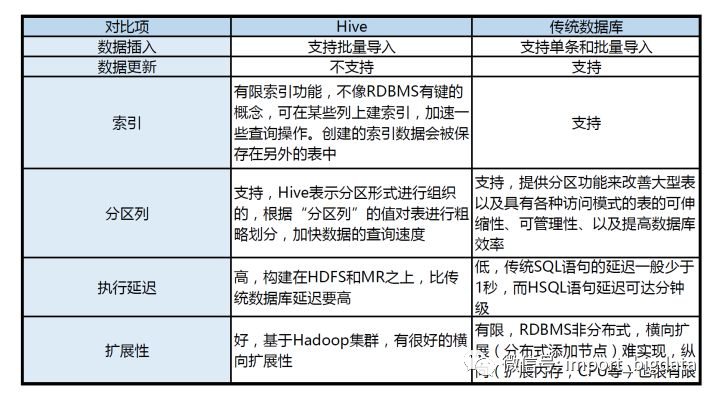 对比项 Hive 传统数据库
数据插入 支持批量导入 支持单条和批量导入
数据更新 不支持 支持
索引
有限索引功能，不像RDBMS有键的
概念，可在某些列上建索引，加速一
些查询操作。创建的索引数据会被保
存在另外的表中
支持
分区列
支持，Hive表示分区形式进行组织
的，根据“分区列”的值对表进行粗
略划分，加快数据的查询速度
支持，提供分区功能来改善大型表
以及具有各种访问模式的表的可伸
缩性、可管理性、以及提高数据库
效率
执行延迟
高，构建在HDFS和MR之上，比传
统数据库延迟要高
低，传统SQL语句的延迟一般少于
1秒，而HSQL语句延迟可达分钟
级
扩展性
好，基于Hadoop集群，有很好的横
向扩展性
有限，RDBMS非分布式，横向扩
展（分布式添加节点）难实现，纵
（扩展内存，CPU等）也很有限
微信号: import_bigdata